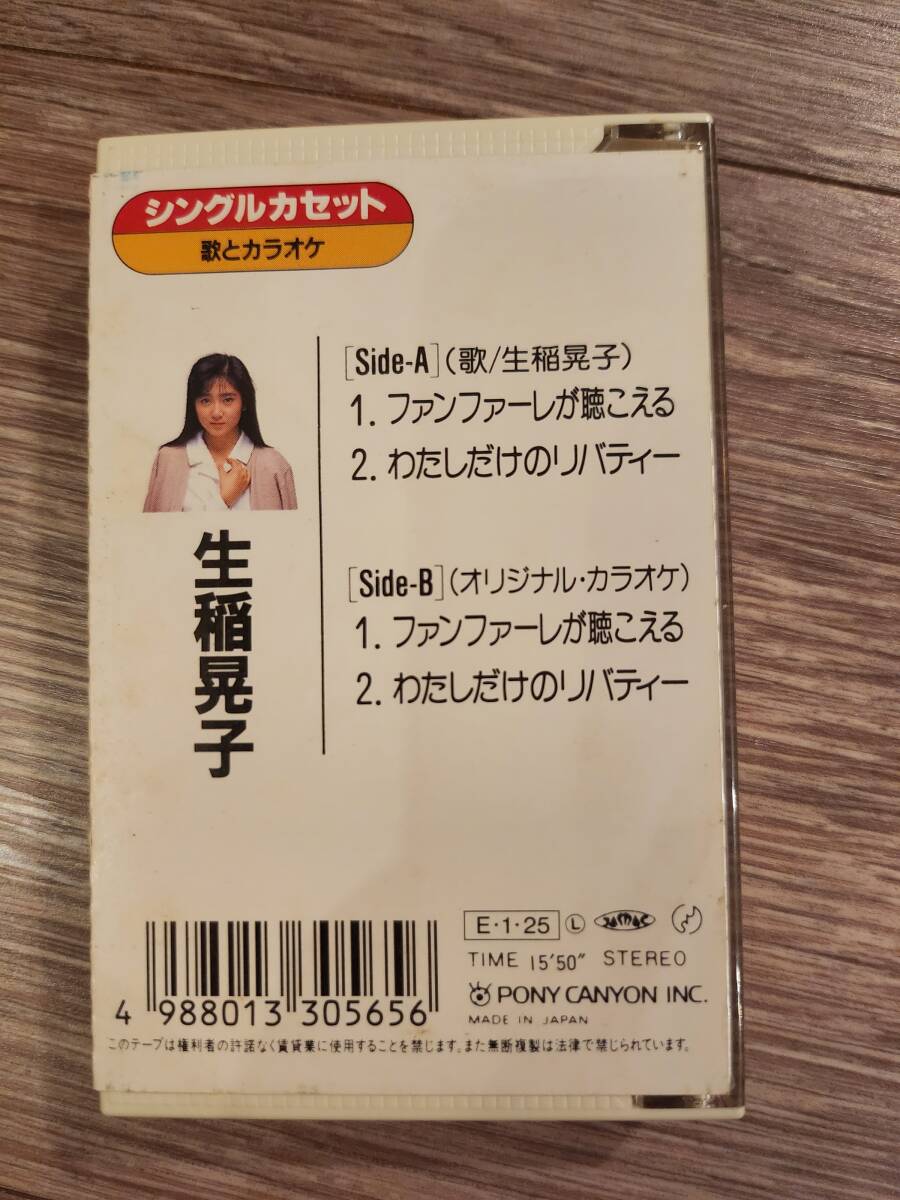 シングルカセット
歌とカラオケ
[Side-A](歌/生稲晃子)
1. ファンファーレが聴こえる
2. わたしだけのリバティー
生稲晃子
[Side-B](オリジナル・カラオケ)
1. ファンファーレが聴こえる
2. わたしだけのリバティー
E・1・25 Ⓛ
TIME 15'50" STEREO
PONY CANYON INC.
MADE IN JAPAN
4 988013 305656
このテープは権利者の許諾なく賃貸業に使用することを禁じます。また無断複製は法律で禁じられています。